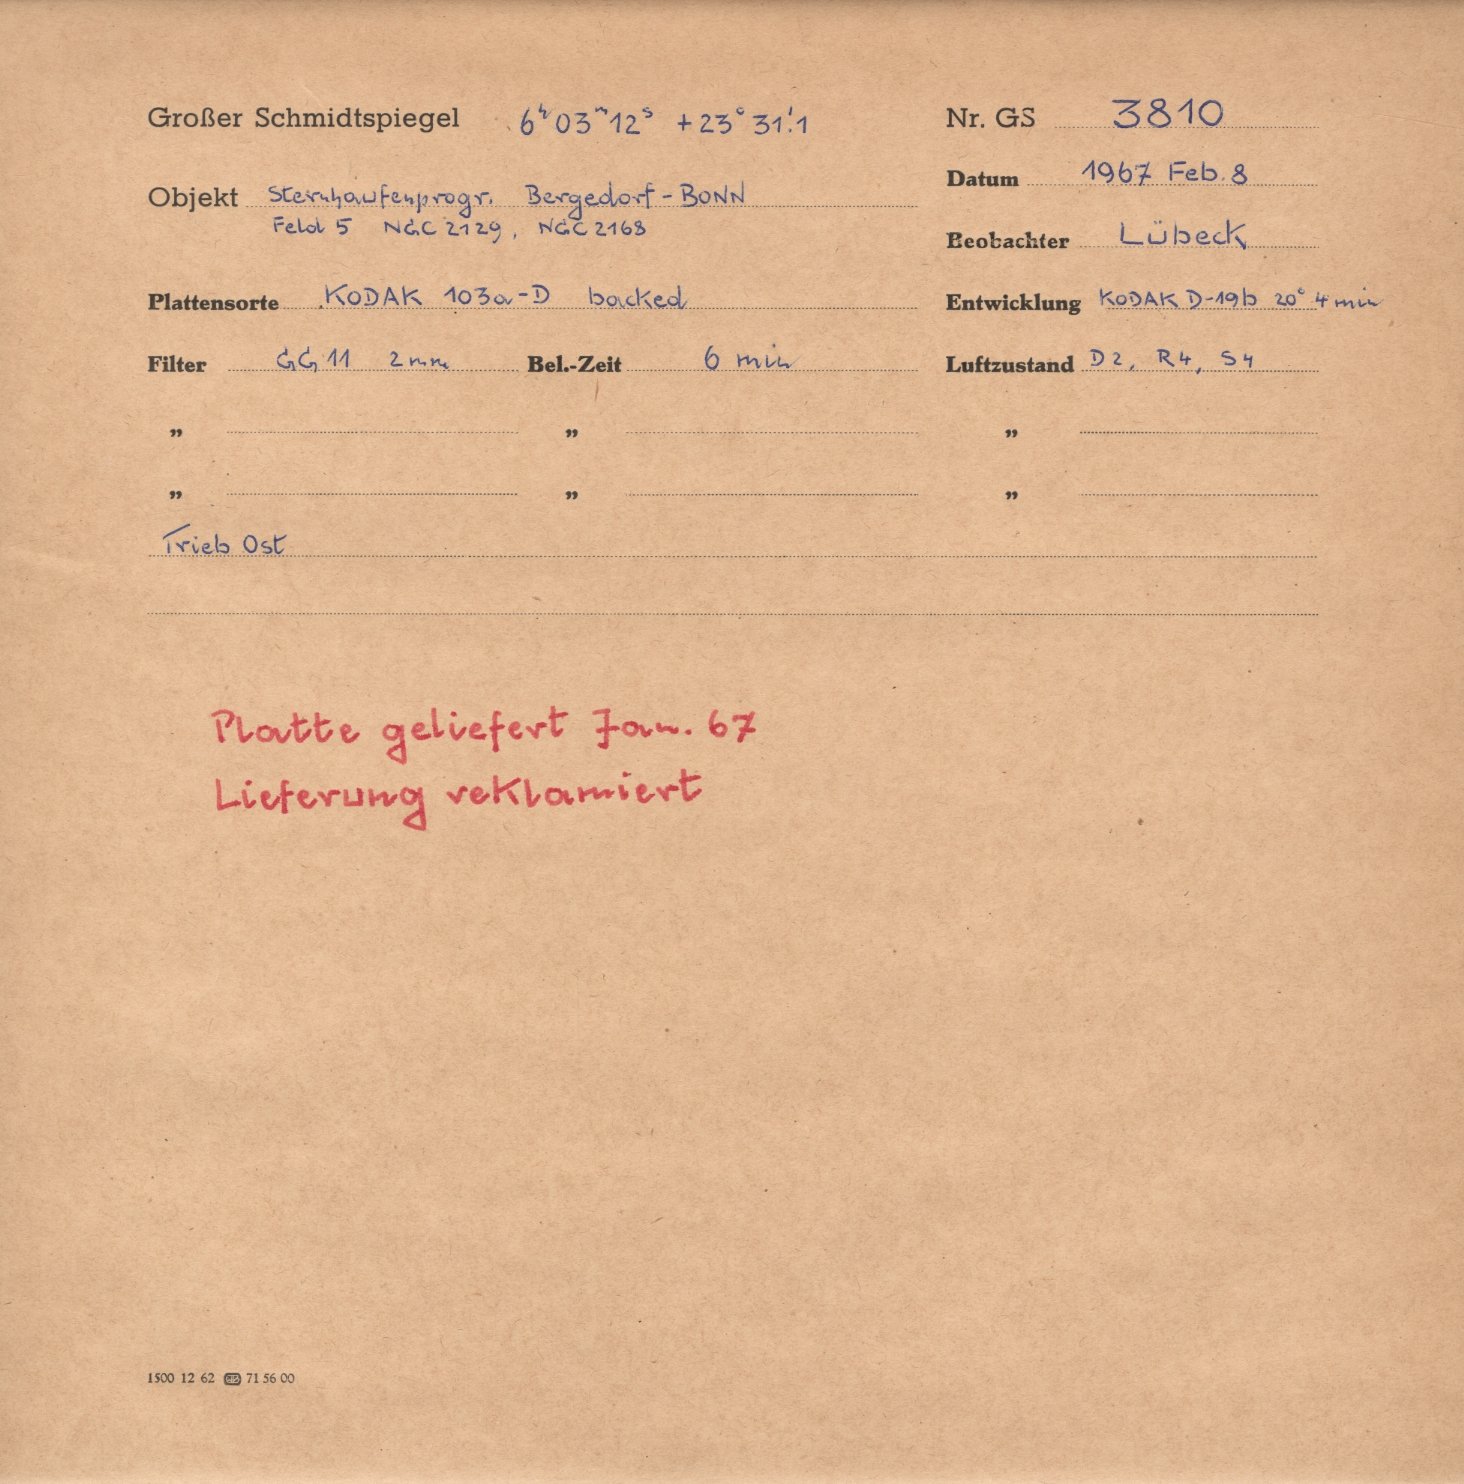 Großer Schmidtspiegel 6ʰ03ᵐ12ˢ +23°31.'1 Nr. GS 3810
Datum 1967 Feb. 8
Objekt Sternhaufenprogr. Bergedorf-BONN
Feld 5 NGC 2129, NGC 2168
Beobachter Lübeck
Plattensorte KODAK 103a-D backed Entwicklung KODAK D-19b 20° 4 min
Filter GG 11 2mm Bel.-Zeit 6 min Luftzustand D2, R4, S4
„ „ „
„ „ „
Trieb Ost
Platte geliefert Jan. 67
Lieferung reklamiert
1500 12 62 71 56 00